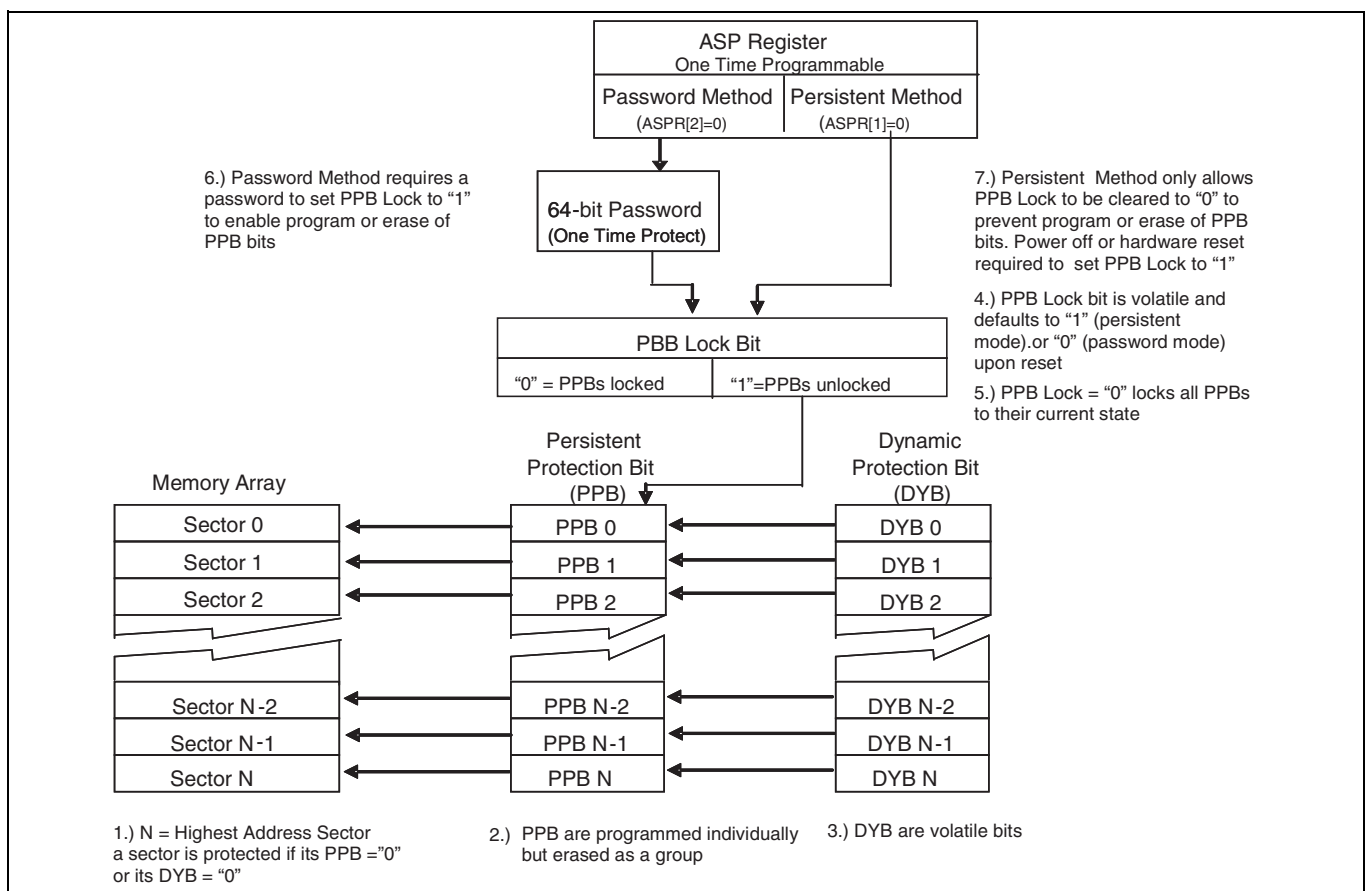 ASP Register
One Time Programmable
Password Method
(ASPR[2]=0)
Persistent Method
(ASPR[1]=0)
6.) Password Method requires a
password to set PPB Lock to “1”
to enable program or erase of
PPB bits
64-bit Password
(One Time Protect)
7.) Persistent Method only allows
PPB Lock to be cleared to “0” to
prevent program or erase of PPB
bits. Power off or hardware reset
required to set PPB Lock to “1”
4.) PPB Lock bit is volatile and
defaults to “1” (persistent
mode).or “0” (password mode)
upon reset
5.) PPB Lock = “0” locks all PPBs
to their current state
PBB Lock Bit
“0” = PPBs locked
“1”=PPBs unlocked
Memory Array
Persistent
Protection Bit
(PPB)
Dynamic
Protection Bit
(DYB)
Sector 0
PPB 0
DYB 0
Sector 1
PPB 1
DYB 1
Sector 2
PPB 2
DYB 2
Sector N-2
PPB N-2
DYB N-2
Sector N-1
PPB N-1
DYB N-1
Sector N
PPB N
DYB N
1.) N = Highest Address Sector
a sector is protected if its PPB =”0”
or its DYB = “0”
2.) PPB are programmed individually
but erased as a group
3.) DYB are volatile bits